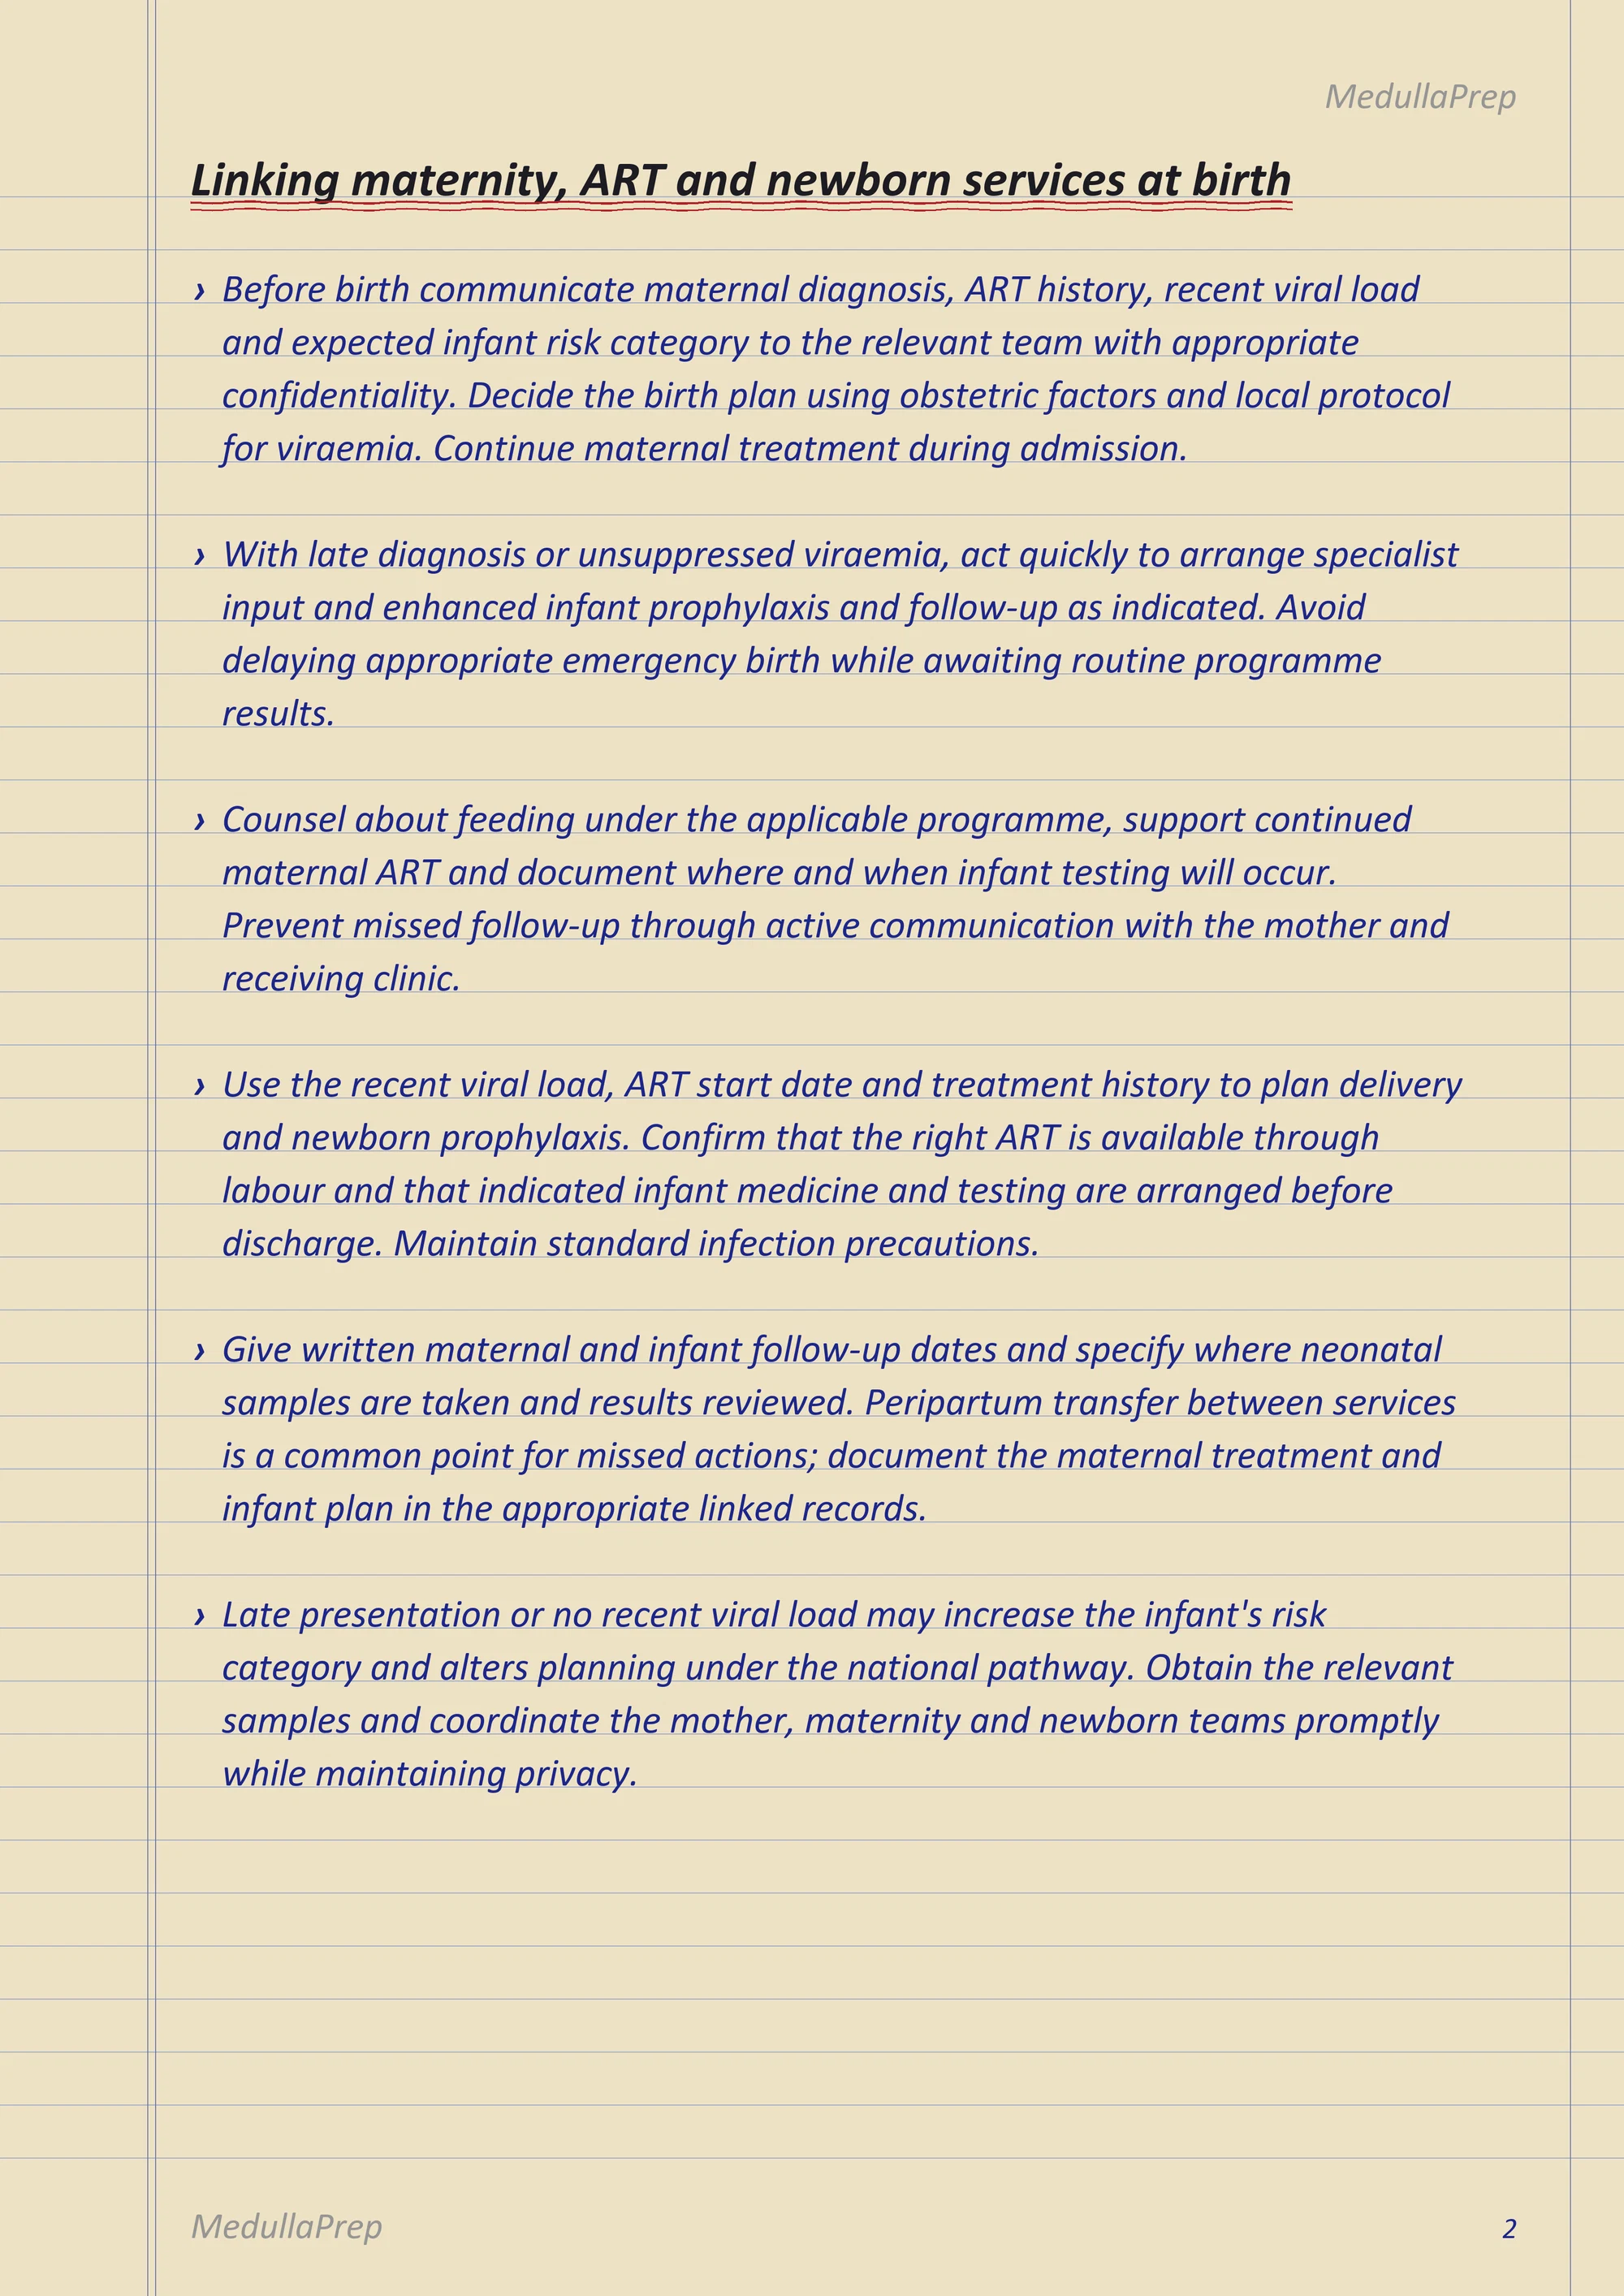 MedullaPrep
Linking maternity, ART and newborn services at birth
› Before birth communicate maternal diagnosis, ART history, recent viral load
and expected infant risk category to the relevant team with appropriate
confidentiality. Decide the birth plan using obstetric factors and local protocol
for viraemia. Continue maternal treatment during admission.
› With late diagnosis or unsuppressed viraemia, act quickly to arrange specialist
input and enhanced infant prophylaxis and follow-up as indicated. Avoid
delaying appropriate emergency birth while awaiting routine programme
results.
› Counsel about feeding under the applicable programme, support continued
maternal ART and document where and when infant testing will occur.
Prevent missed follow-up through active communication with the mother and
receiving clinic.
› Use the recent viral load, ART start date and treatment history to plan delivery
and newborn prophylaxis. Confirm that the right ART is available through
labour and that indicated infant medicine and testing are arranged before
discharge. Maintain standard infection precautions.
› Give written maternal and infant follow-up dates and specify where neonatal
samples are taken and results reviewed. Peripartum transfer between services
is a common point for missed actions; document the maternal treatment and
infant plan in the appropriate linked records.
› Late presentation or no recent viral load may increase the infant's risk
category and alters planning under the national pathway. Obtain the relevant
samples and coordinate the mother, maternity and newborn teams promptly
while maintaining privacy.
MedullaPrep
2